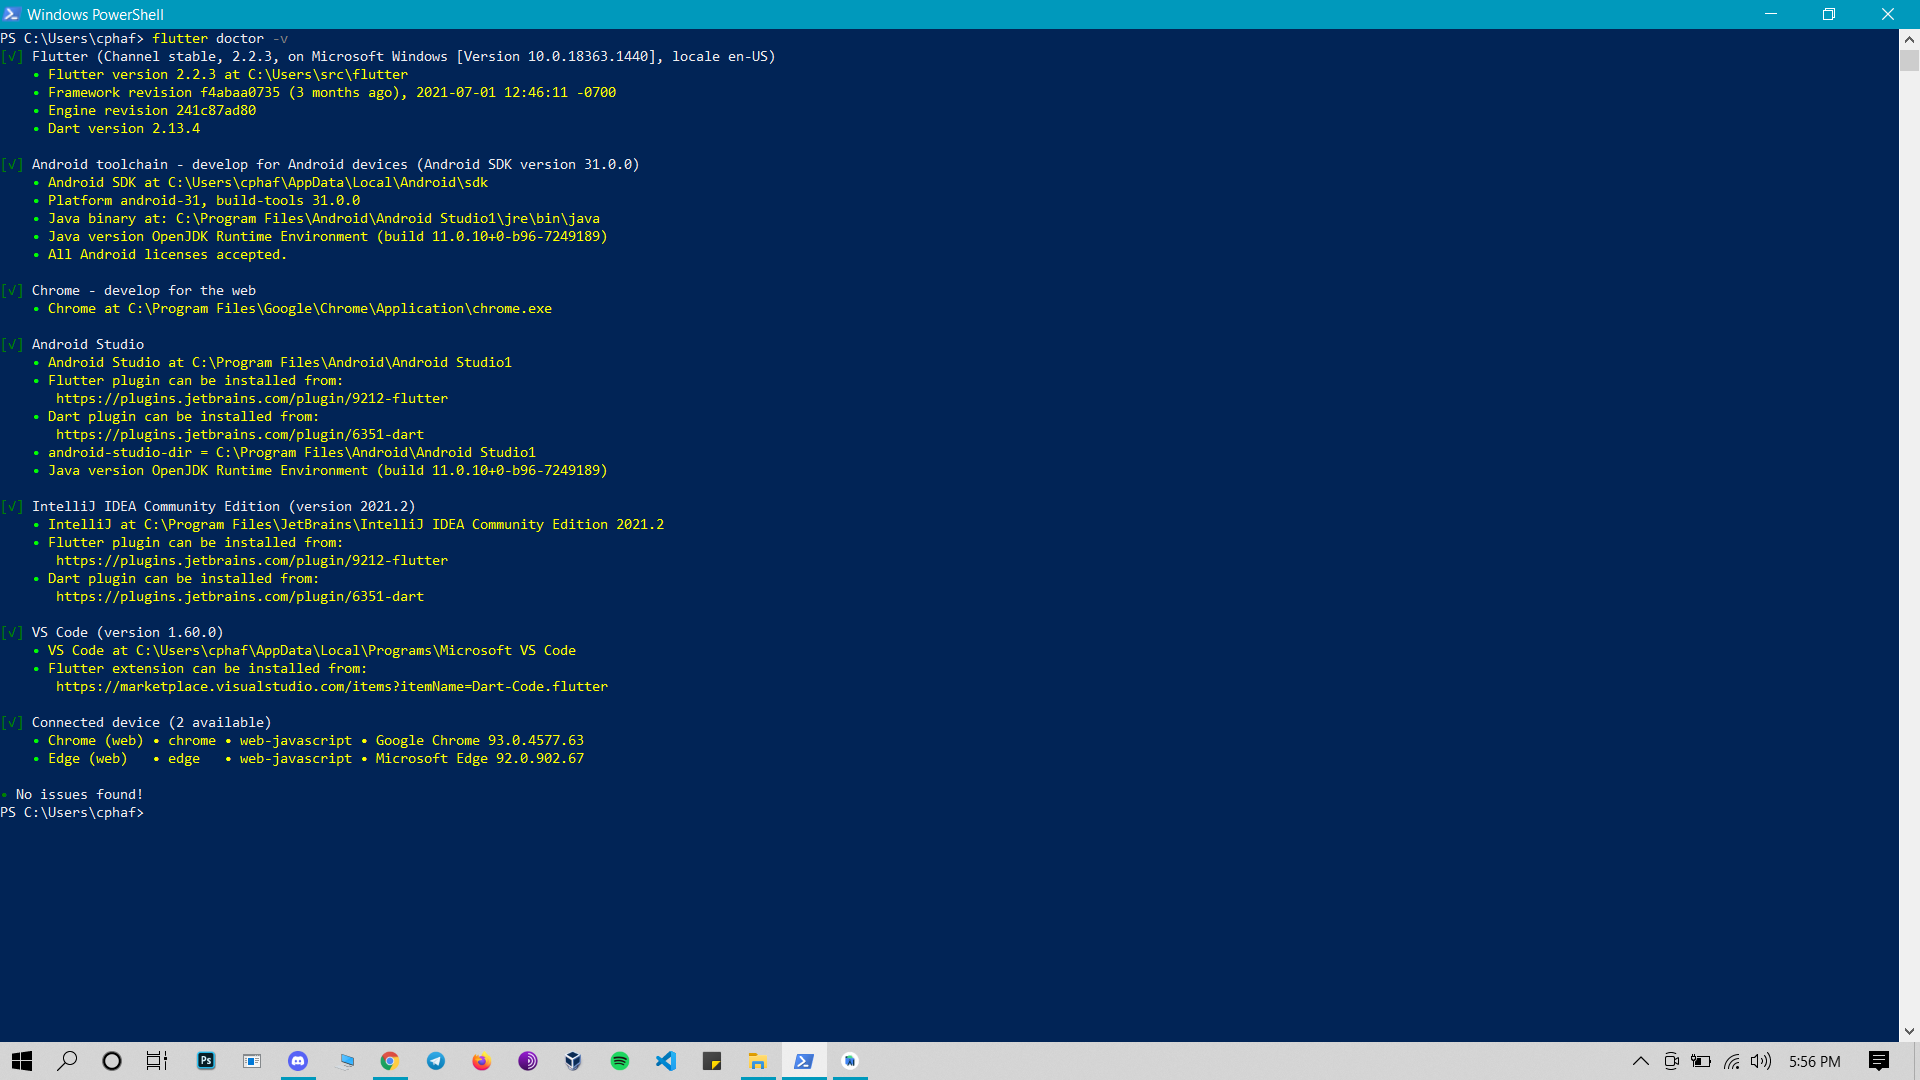 Windows PowerShell
PS C:\Users\cphaf> flutter doctor -v
[√] Flutter (Channel stable, 2.2.3, on Microsoft Windows [Version 10.0.18363.1440], locale en-US)
• Flutter version 2.2.3 at C:\Users\src\flutter
• Framework revision f4abaa0735 (3 months ago), 2021-07-01 12:46:11 -0700
• Engine revision 241c87ad80
• Dart version 2.13.4
[√] Android toolchain - develop for Android devices (Android SDK version 31.0.0)
• Android SDK at C:\Users\cphaf\AppData\Local\Android\sdk
• Platform android-31, build-tools 31.0.0
• Java binary at: C:\Program Files\Android\Android Studio1\jre\bin\java
• Java version OpenJDK Runtime Environment (build 11.0.10+0-b96-7249189)
• All Android licenses accepted.
[√] Chrome - develop for the web
• Chrome at C:\Program Files\Google\Chrome\Application\chrome.exe
[√] Android Studio
• Android Studio at C:\Program Files\Android\Android Studio1
• Flutter plugin can be installed from:
https://plugins.jetbrains.com/plugin/9212-flutter
• Dart plugin can be installed from:
https://plugins.jetbrains.com/plugin/6351-dart
• android-studio-dir = C:\Program Files\Android\Android Studio1
• Java version OpenJDK Runtime Environment (build 11.0.10+0-b96-7249189)
[√] IntelliJ IDEA Community Edition (version 2021.2)
• IntelliJ at C:\Program Files\JetBrains\IntelliJ IDEA Community Edition 2021.2
• Flutter plugin can be installed from:
https://plugins.jetbrains.com/plugin/9212-flutter
• Dart plugin can be installed from:
https://plugins.jetbrains.com/plugin/6351-dart
[√] VS Code (version 1.60.0)
• VS Code at C:\Users\cphaf\AppData\Local\Programs\Microsoft VS Code
• Flutter extension can be installed from:
https://marketplace.visualstudio.com/items?itemName=Dart-Code.flutter
[√] Connected device (2 available)
• Chrome (web) • chrome • web-javascript • Google Chrome 93.0.4577.63
• Edge (web) • edge • web-javascript • Microsoft Edge 92.0.902.67
• No issues found!
PS C:\Users\cphaf>
Ps
5:56 PM